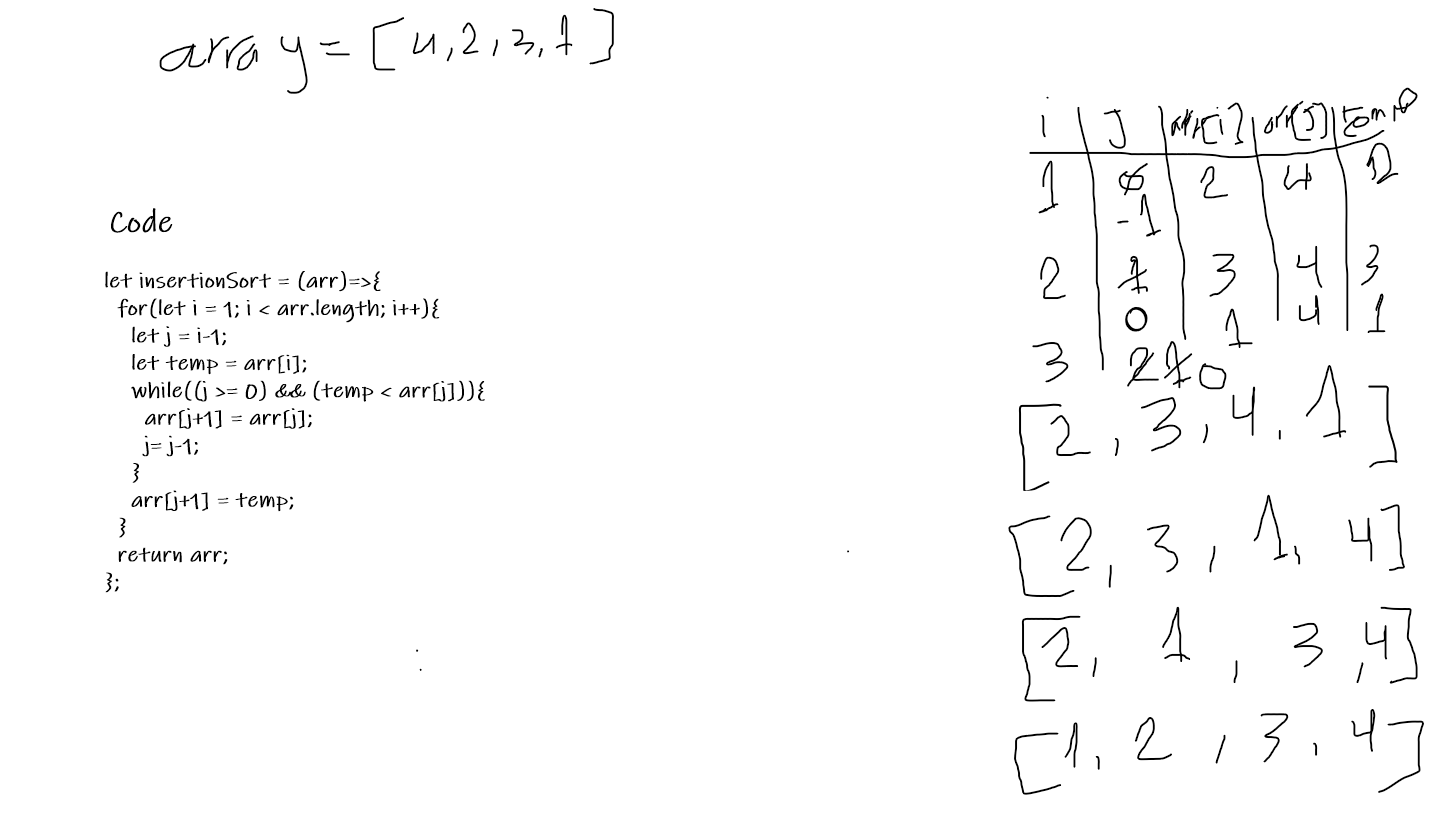 array = [4, 2, 3, 1]
i | j | arr[i] | arr[j] | temp
1 0 2 4 2
-1
Code
2 1 3 4 3
0 1 4 1
3 2 1 0
[2, 3, 4, 1]
[2, 3, 1, 4]
[2, 1, 3, 4]
[1, 2, 3, 4]
let insertionSort = (arr)=>{
for(let i = 1; i < arr.length; i++){
let j = i-1;
let temp = arr[i];
while((j >= 0) && (temp < arr[j])){
arr[j+1] = arr[j];
j= j-1;
}
arr[j+1] = temp;
}
return arr;
};